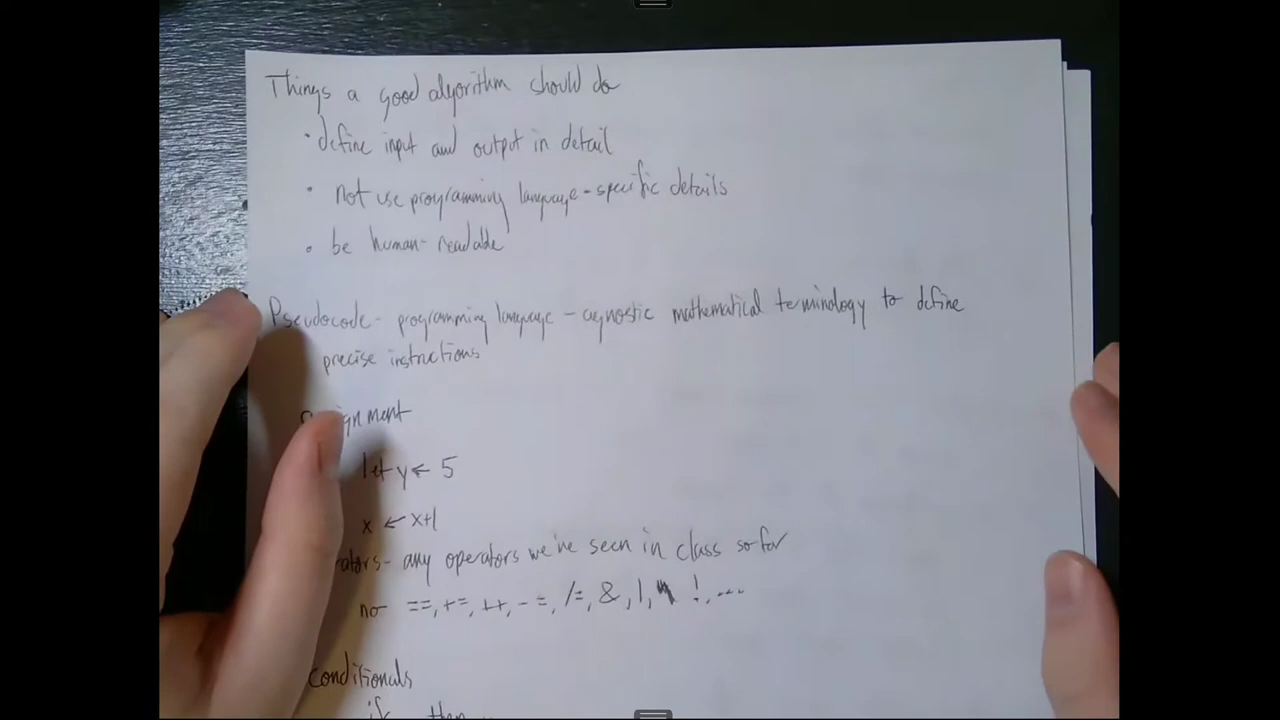 Things a good algorithm should do
• define input and output in detail
• not use programming language-specific details
• be human-readable
Pseudocode - programming language-agnostic mathematical terminology to define
precise instructions
let y ← 5
x ← x+1
any operators we've seen in class so far
no ==, +=, ++, -=, /=, &, |, !, ...
conditionals
if then